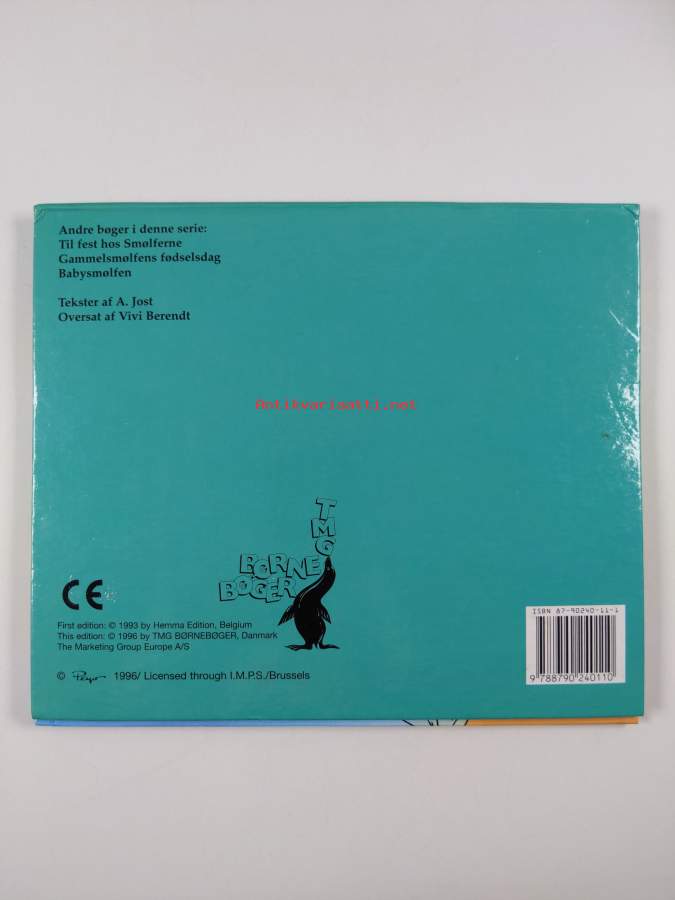 Andre bøger i denne serie:
Til fest hos Smølferne
Gammelsmølfens fødselsdag
Babysmølfen
Tekster af A. Jost
Oversat af Vivi Berendt
Antikvariaatti.net
TMG
BØRNE
BØGER
CE
First edition: © 1993 by Hemma Edition, Belgium
This edition: © 1996 by TMG BØRNEBØGER, Danmark
The Marketing Group Europe A/S
© Peyo 1996/ Licensed through I.M.P.S./Brussels
ISBN 87-90240-11-1
9 788790 240110